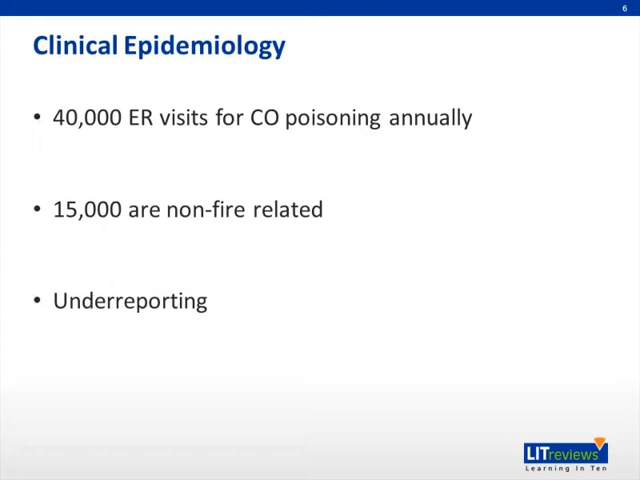 6
Clinical Epidemiology
• 40,000 ER visits for CO poisoning annually
• 15,000 are non-fire related
• Underreporting
LITreviews
Learning In Ten